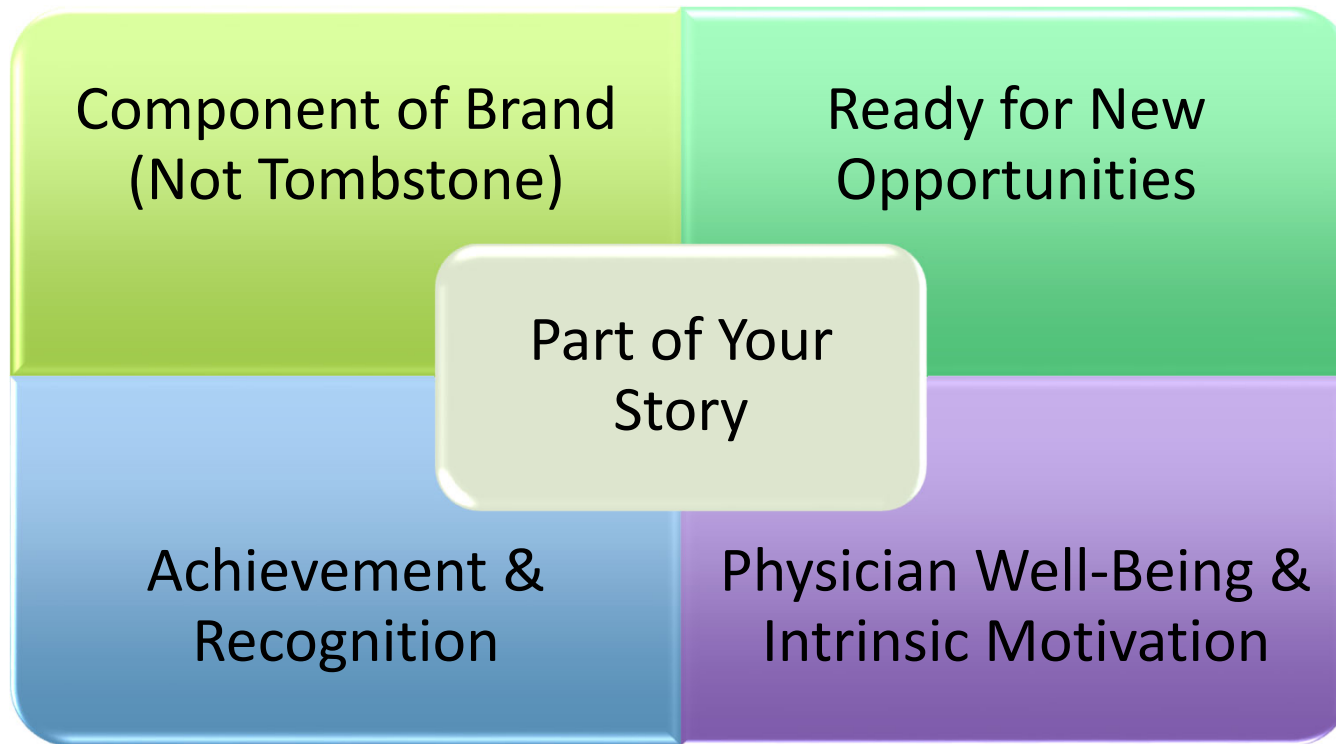 Component of Brand
(Not Tombstone)
Ready for New
Opportunities
Part of Your
Story
Achievement &
Recognition
Physician Well-Being &
Intrinsic Motivation